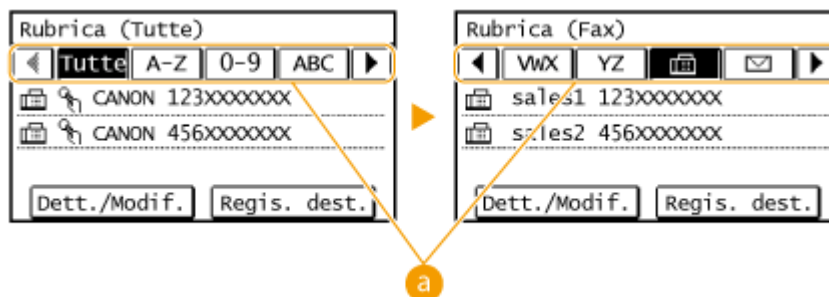 Rubrica (Tutte)
Tutte A-Z 0-9 ABC
CANON 123XXXXXXX
CANON 456XXXXXXX
Dett./Modif. Regis. dest.
Rubrica (Fax)
VWX YZ
sales1 123XXXXXXX
sales2 456XXXXXXX
Dett./Modif. Regis. dest.
a